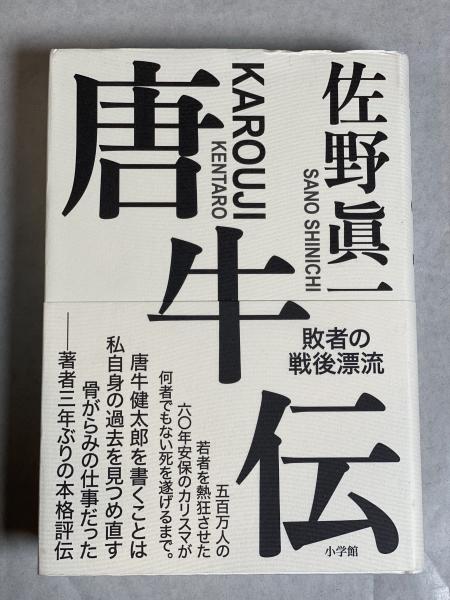 佐野眞一
SANO SHINICHI
唐牛伝
KAROUJI
KENTARO
敗者の
戦後漂流
五百万人の
若者を熱狂させた
六〇年安保のカリスマが
何者でもない死を遂げるまで。
唐牛健太郎を書くことは
私自身の過去を見つめ直す
骨がらみの仕事だった
——著者三年ぶりの本格評伝
小学館